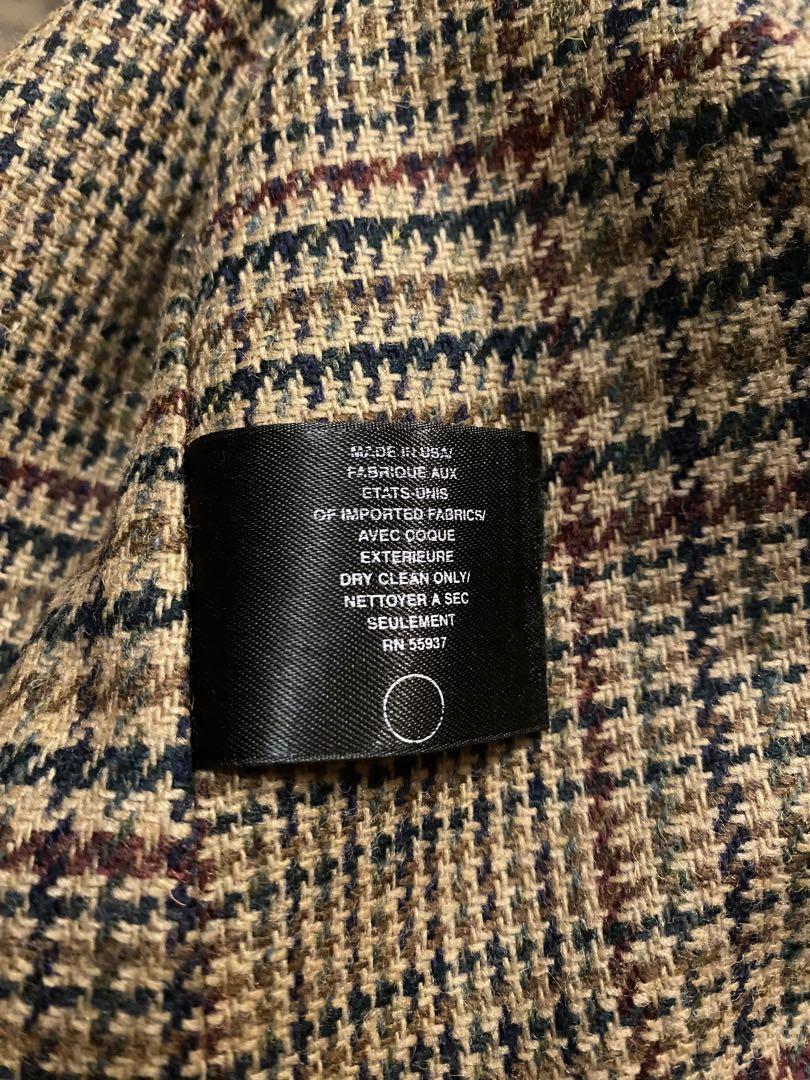 MADE IN USA/
FABRIQUE AUX
ETATS-UNIS
OF IMPORTED FABRICS/
AVEC COQUE
EXTERIEURE
DRY CLEAN ONLY/
NETTOYER A SEC
SEULEMENT
RN 55937